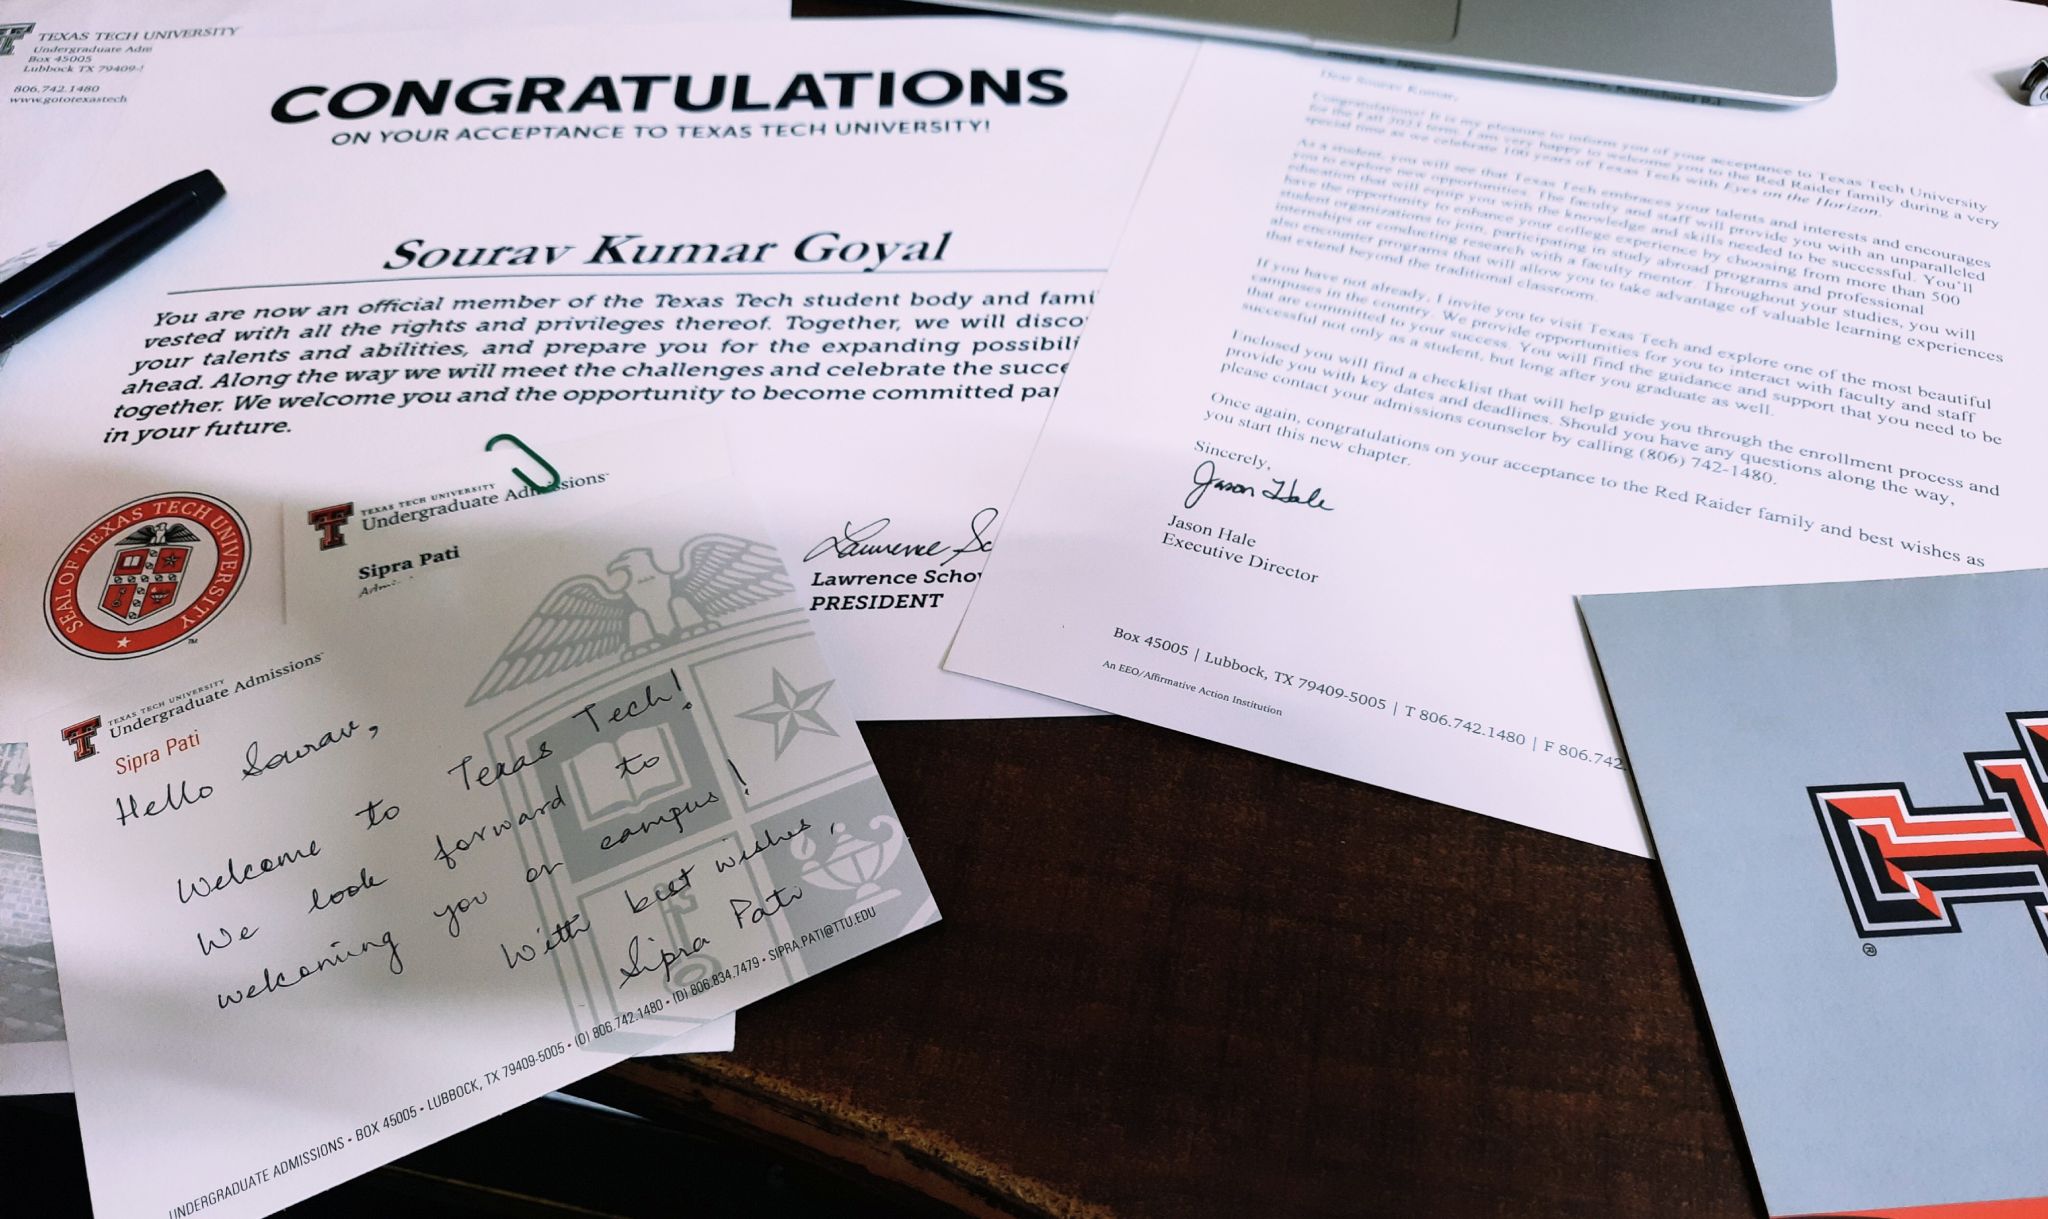 TEXAS TECH UNIVERSITY
Undergraduate Adm
Box 45005
Lubbock TX 79409-
806.742.1480
www.gototexastech
CONGRATULATIONS
ON YOUR ACCEPTANCE TO TEXAS TECH UNIVERSITY!
Sourav Kumar Goyal
You are now an official member of the Texas Tech student body and fami
vested with all the rights and privileges thereof. Together, we will disco
your talents and abilities, and prepare you for the expanding possibili
ahead. Along the way we will meet the challenges and celebrate the succe
together. We welcome you and the opportunity to become committed par
in your future.
SEAL OF TEXAS TECH UNIVERSITY
TM
Lawrence Sc
Lawrence Scho
PRESIDENT
TEXAS TECH UNIVERSITY
Undergraduate Admissions
Sipra Pati
TEXAS TECH UNIVERSITY
Undergraduate Admissions
Sipra Pati
Hello Sourav,
Welcome to Texas Tech!
We look forward to
welcoming you on campus!
With best wishes,
Sipra Pati
UNDERGRADUATE ADMISSIONS • BOX 45005 • LUBBOCK, TX 79409-5005 • (O) 806.742.1480 • (D) 806.834.7479 • SIPRA.PATI@TTU.EDU
Dear Sourav Kumar,
Congratulations! It is my pleasure to inform you of your acceptance to Texas Tech University
for the Fall 2023 term. I am very happy to welcome you to the Red Raider family during a very
special time as we celebrate 100 years of Texas Tech with Eyes on the Horizon.
As a student, you will see that Texas Tech embraces your talents and interests and encourages
you to explore new opportunities. The faculty and staff will provide you with an unparalleled
education that will equip you with the knowledge and skills needed to be successful. You'll
have the opportunity to enhance your college experience by choosing from more than 500
student organizations to join, participating in study abroad programs and professional
internships or conducting research with a faculty mentor. Throughout your studies, you will
also encounter programs that will allow you to take advantage of valuable learning experiences
that extend beyond the traditional classroom.
If you have not already, I invite you to visit Texas Tech and explore one of the most beautiful
campuses in the country. We provide opportunities for you to interact with faculty and staff
that are committed to your success. You will find the guidance and support that you need to be
successful not only as a student, but long after you graduate as well.
Enclosed you will find a checklist that will help guide you through the enrollment process and
provide you with key dates and deadlines. Should you have any questions along the way,
please contact your admissions counselor by calling (806) 742-1480.
Once again, congratulations on your acceptance to the Red Raider family and best wishes as
you start this new chapter.
Sincerely,
Jason Hale
Jason Hale
Executive Director
Box 45005 | Lubbock, TX 79409-5005 | T 806.742.1480 | F 806.742
An EEO/Affirmative Action Institution
®